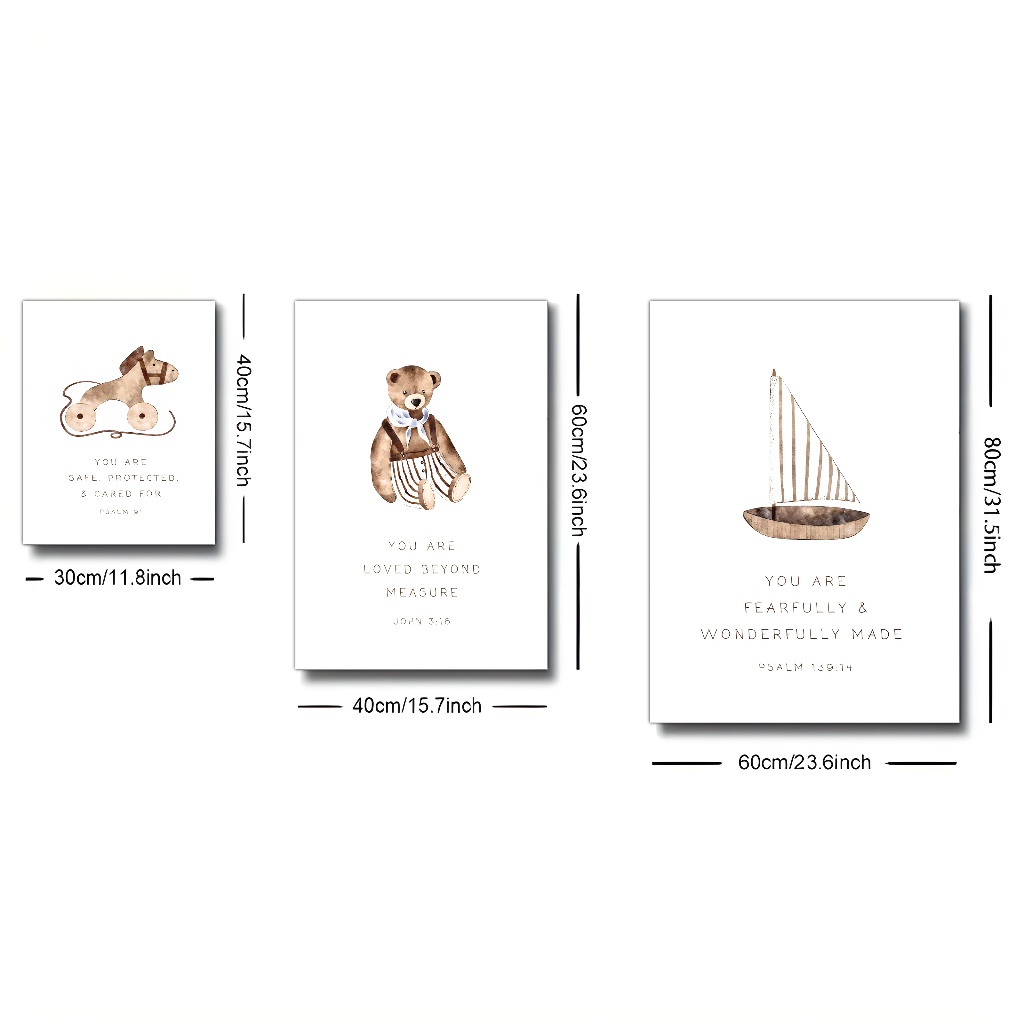 YOU ARE
SAFE, PROTECTED,
& CARED FOR
PSALM 91
40cm/15.7inch
30cm/11.8inch
YOU ARE
LOVED BEYOND
MEASURE
JOHN 3:16
60cm/23.6inch
40cm/15.7inch
YOU ARE
FEARFULLY &
WONDERFULLY MADE
PSALM 139:14
80cm/31.5inch
60cm/23.6inch